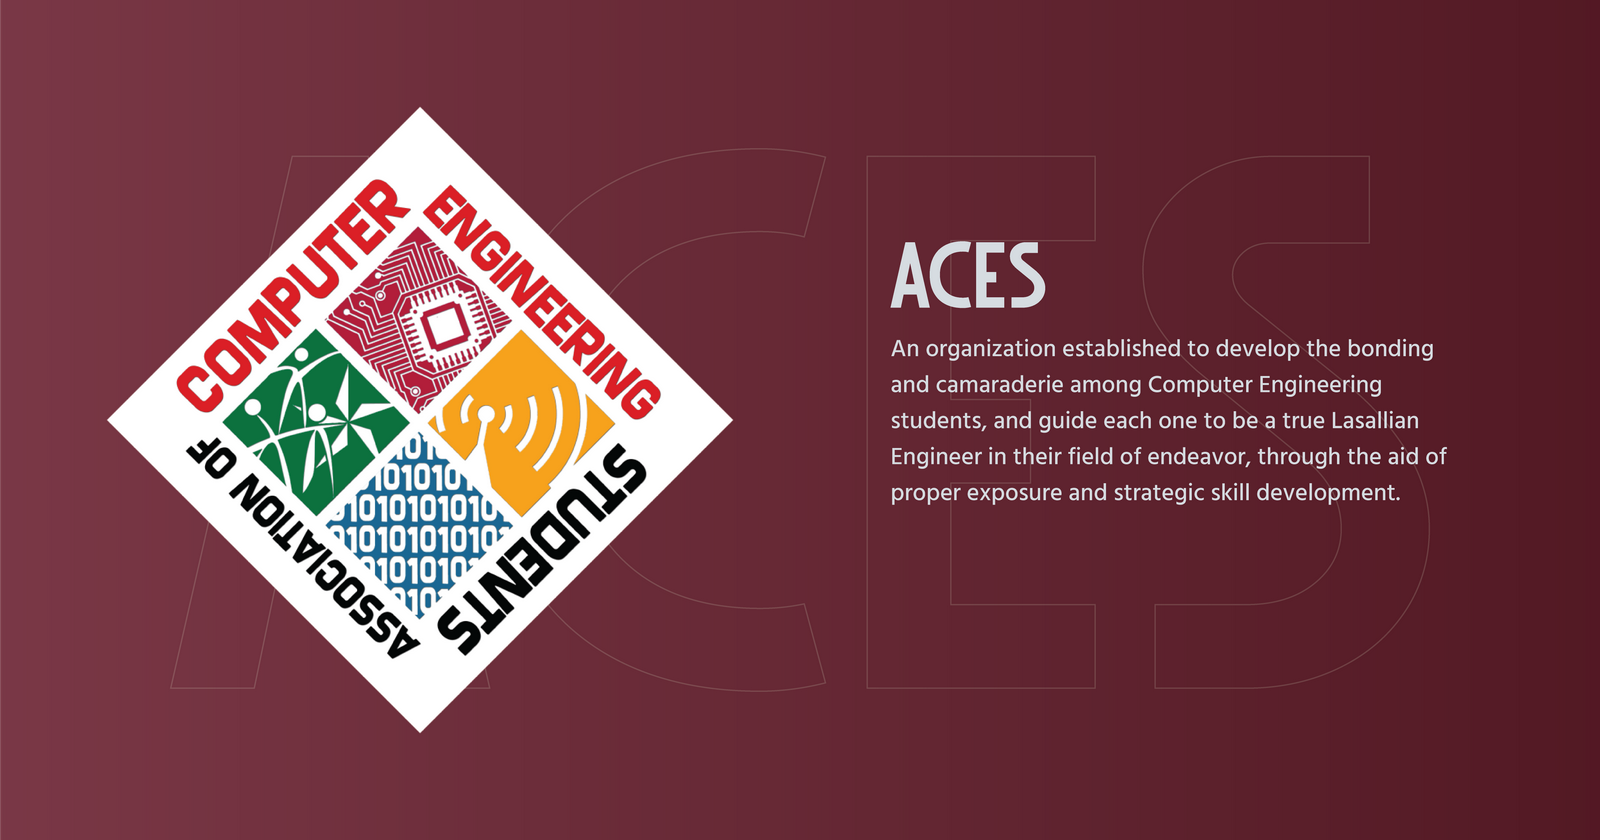 COMPUTER
ENGINEERING
ASSOCIATION OF
STUDENTS
ACES
ACES
An organization established to develop the bonding
and camaraderie among Computer Engineering
students, and guide each one to be a true Lasallian
Engineer in their field of endeavor, through the aid of
proper exposure and strategic skill development.